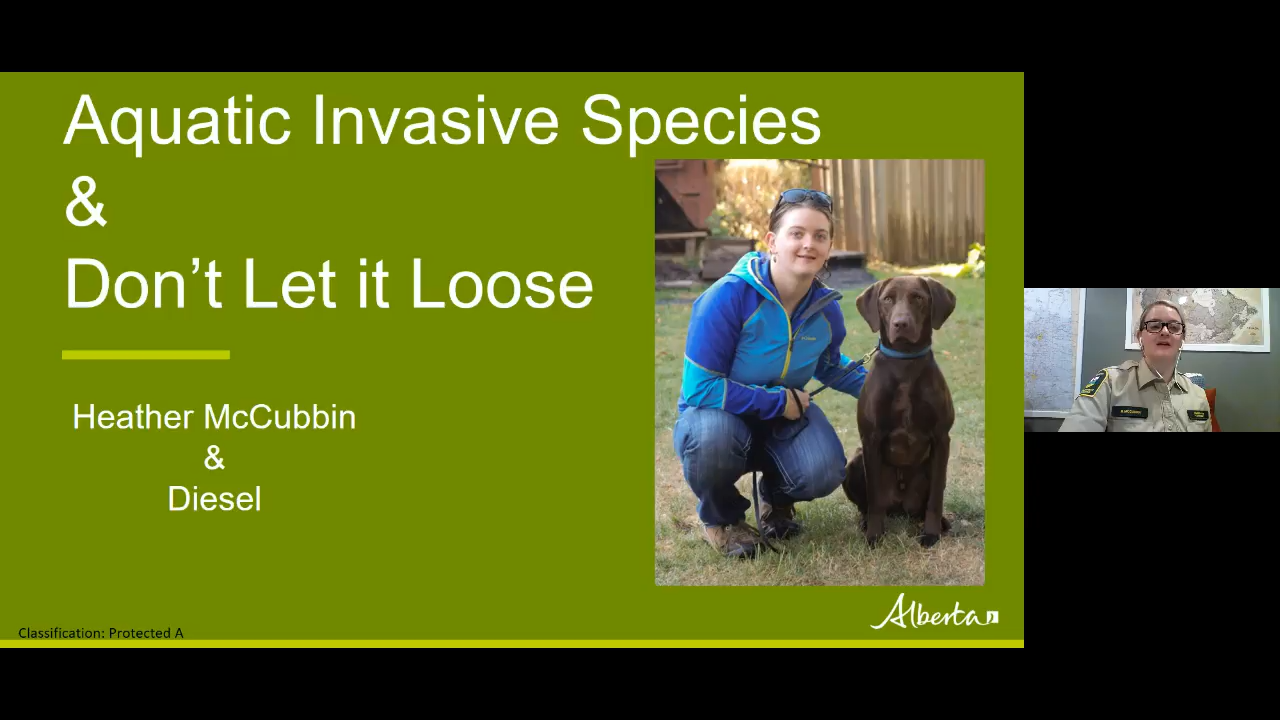 Aquatic Invasive Species
&
Don’t Let it Loose
Heather McCubbin
&
Diesel
Alberta
Classification: Protected A